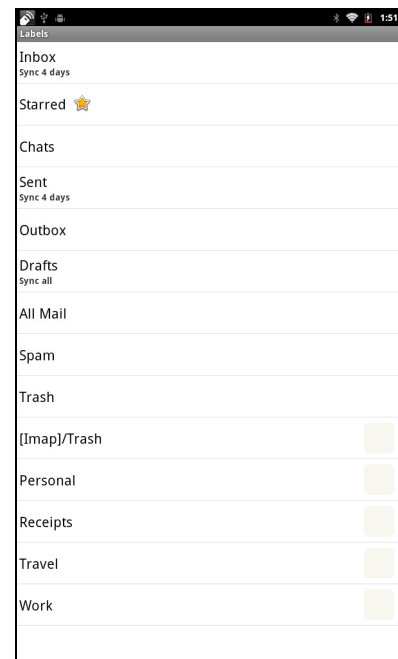 1:51
Labels
Inbox
Sync 4 days
Starred
Chats
Sent
Sync 4 days
Outbox
Drafts
Sync all
All Mail
Spam
Trash
[Imap]/Trash
Personal
Receipts
Travel
Work